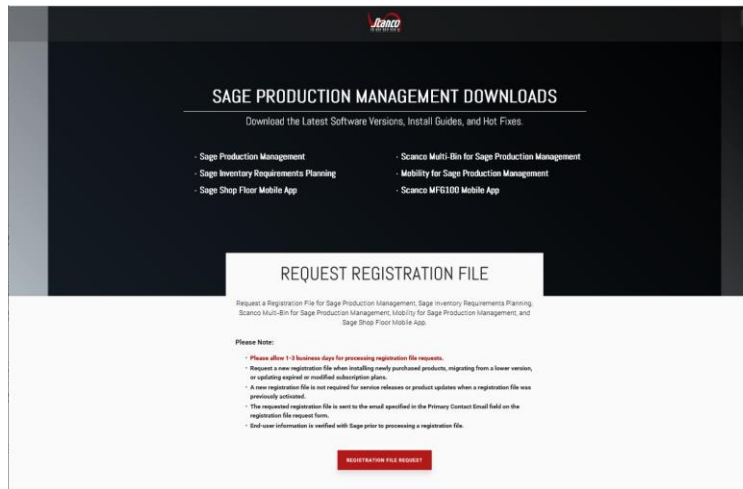 Scanco
SAGE PRODUCTION MANAGEMENT DOWNLOADS
Download the Latest Software Versions, Install Guides, and Hot Fixes.
- Sage Production Management
- Sage Inventory Requirements Planning
- Sage Shop Floor Mobile App
- Scanco Multi-Bin for Sage Production Management
- Mobility for Sage Production Management
- Scanco MFG100 Mobile App
REQUEST REGISTRATION FILE
Request a Registration File for Sage Production Management, Sage Inventory Requirements Planning,
Scanco Multi-Bin for Sage Production Management, Mobility for Sage Production Management, and
Sage Shop Floor Mobile App.
Please Note:
• Please allow 1-3 business days for processing registration file requests.
• Request a new registration file when installing newly purchased products, migrating from a lower version,
or updating expired or modified subscription plans.
• A new registration file is not required for service releases or product updates when a registration file was
previously activated.
• The requested registration file is sent to the email specified in the Primary Contact Email field on the
registration file request form.
• End-user information is verified with Sage prior to processing a registration file.
REGISTRATION FILE REQUEST